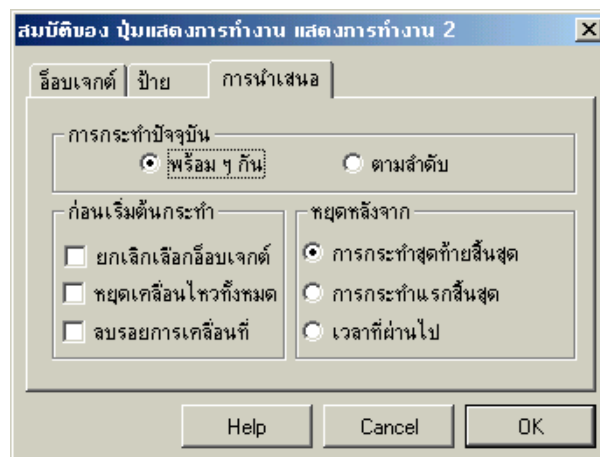 สมบัติของ ปุ่มแสดงการทำงาน แสดงการทำงาน 2
อ็อบเจกต์ ป้าย การนำเสนอ
การกระทำปัจจุบัน
พร้อม ๆ กัน ตามลำดับ
ก่อนเริ่มต้นกระทำ
ยกเลิกเลือกอ็อบเจกต์
หยุดเคลื่อนไหวทั้งหมด
ลบรอยการเคลื่อนที่
หยุดหลังจาก
การกระทำสุดท้ายสิ้นสุด
การกระทำแรกสิ้นสุด
เวลาที่ผ่านไป
Help Cancel OK